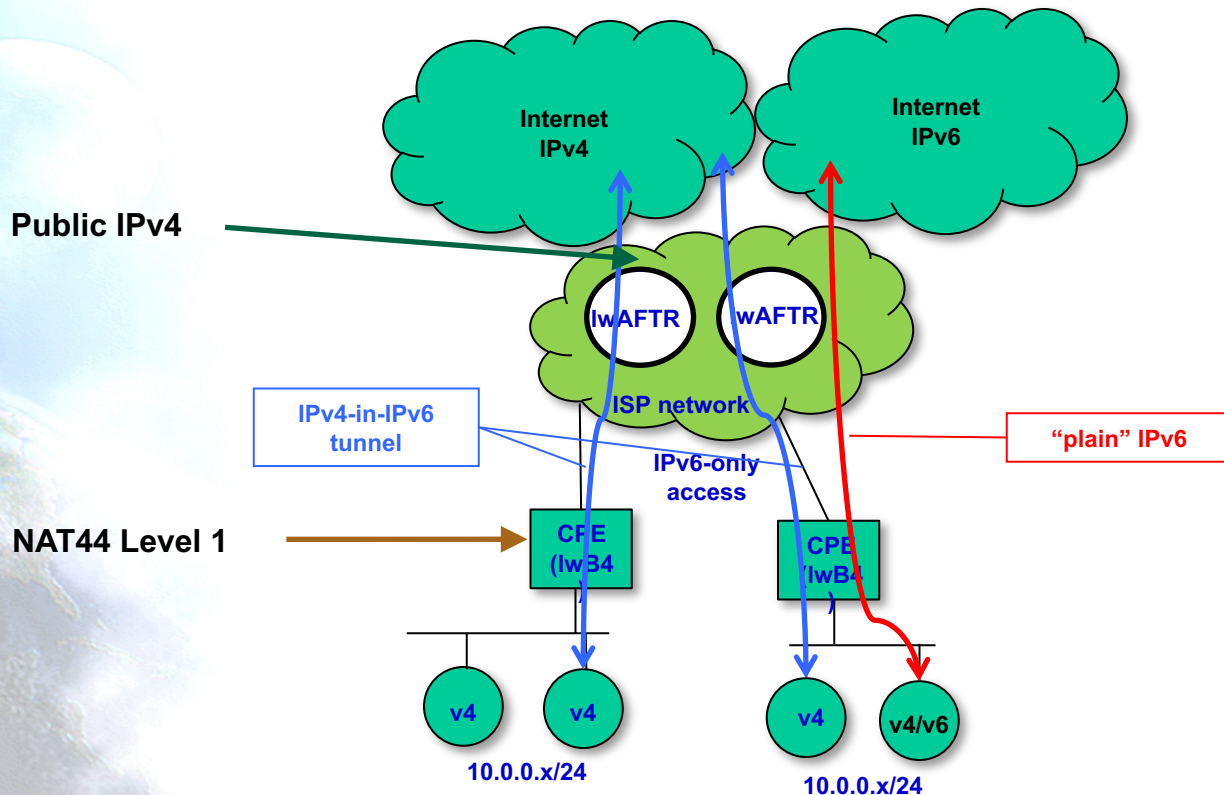 Internet
IPv4
Internet
IPv6
Public IPv4
lwAFTR
lwAFTR
ISP network
IPv4-in-IPv6
tunnel
“plain” IPv6
IPv6-only
access
NAT44 Level 1
CPE
(lwB4
)
CPE
(lwB4
)
v4
v4
v4
v4/v6
10.0.0.x/24
10.0.0.x/24